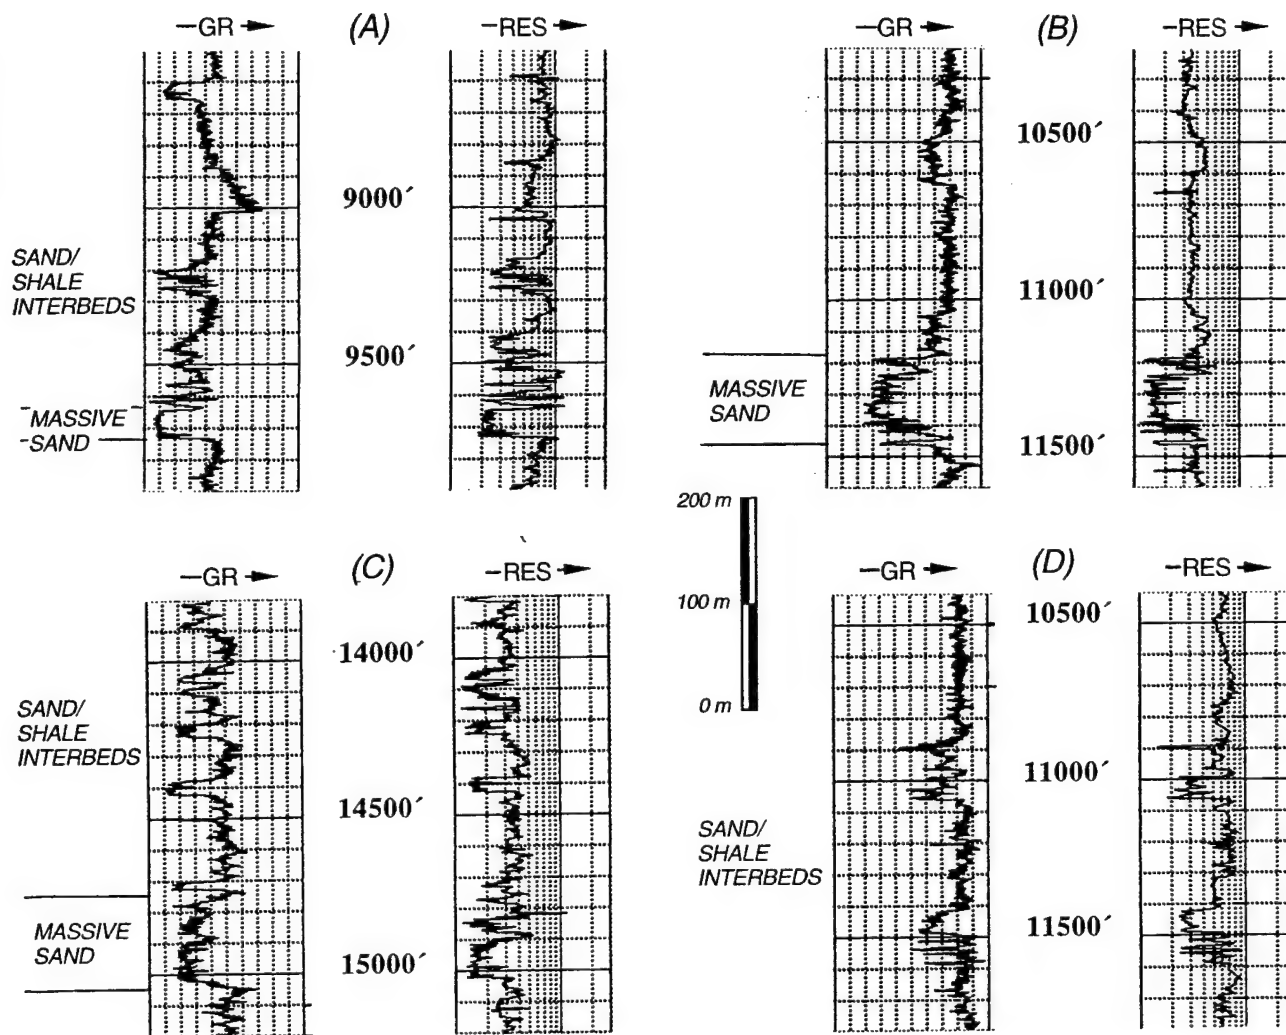 GR (A) RES
9000´
SAND/
SHALE
INTERBEDS
9500´
MASSIVE
SAND
GR (B) RES
10500´
11000´
MASSIVE
SAND
11500´
200 m
100 m
0 m
GR (C) RES
14000´
SAND/
SHALE
INTERBEDS
14500´
MASSIVE
SAND
15000´
GR (D) RES
10500´
11000´
SAND/
SHALE
INTERBEDS
11500´